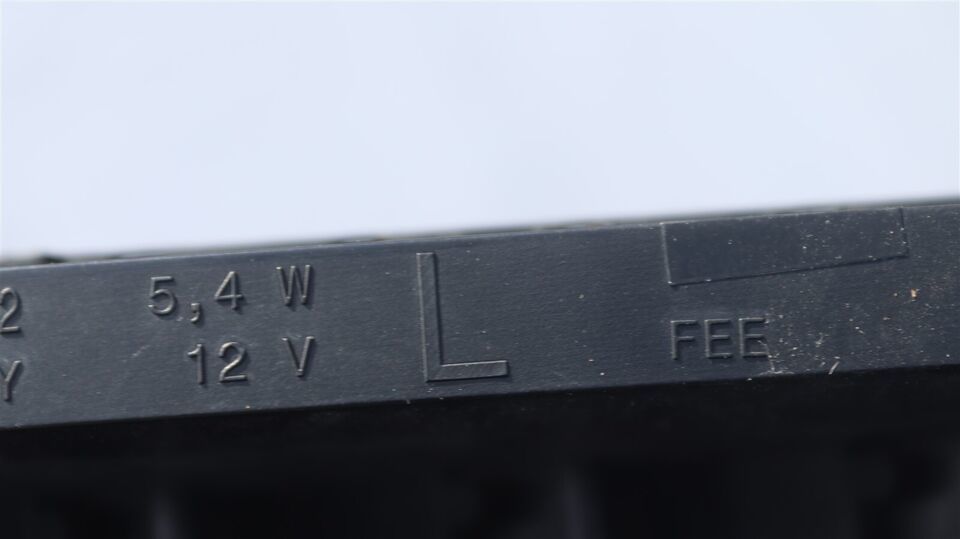 2 5,4 W
Y 12 V
L
FEE